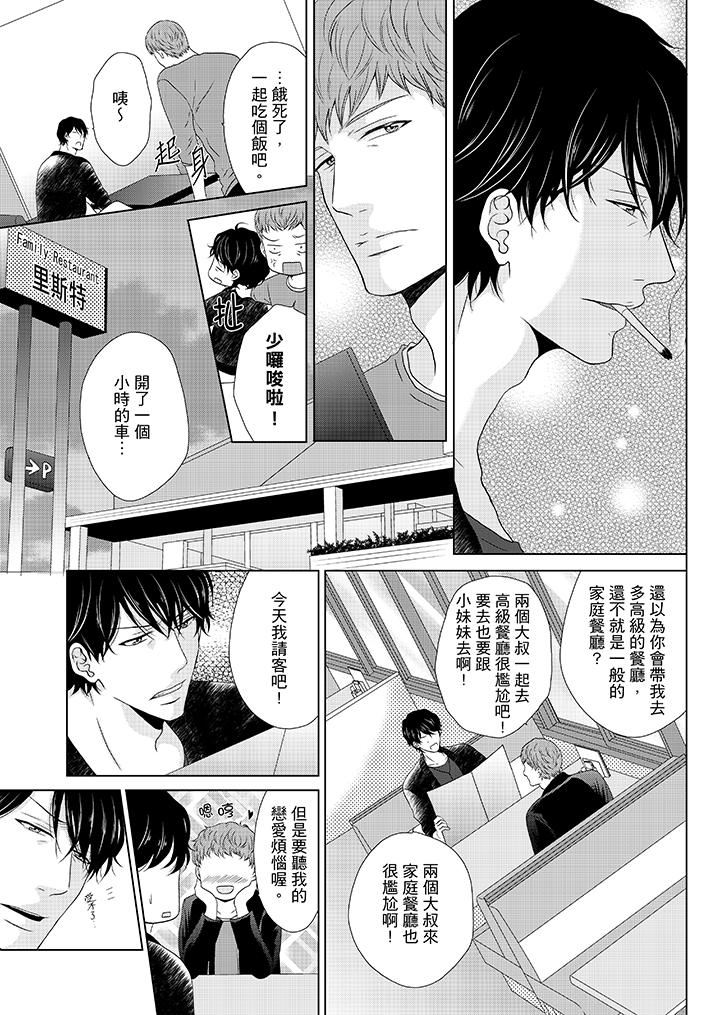 …餓死了，
一起吃個飯吧。
起身
咦～
少囉唆啦！
扯
Family Restaurant
里斯特
開了一個
小時的車…
P
還以為你會帶我去
多高級的餐廳，
還不就是一般的
家庭餐廳？
兩個大叔一起去
高級餐廳很尷尬吧！
要去也要跟
小妹妹去啊！
兩個大叔來
家庭餐廳也
很尷尬啊！
今天我請客吧！
但是要聽我的
戀愛煩惱喔。
嗯哼
受不了…